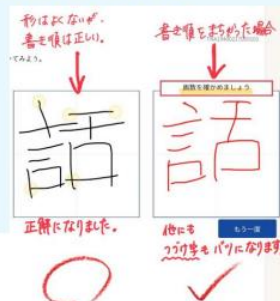 形はよくないが、
書き順は正しい。
書き順をまちがった場合
てみよう。
画数を確かめましょう
話
話
正解になりました。
他にも
つづけ字もバツになります
もう一度